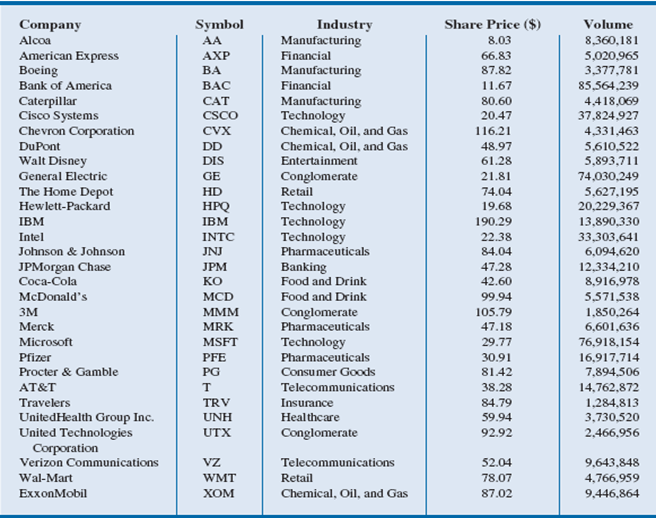 Company Symbol Industry Share Price ($) Volume
Alcoa AA Manufacturing 8.03 8,360,181
American Express AXP Financial 66.83 5,020,965
Boeing BA Manufacturing 87.82 3,377,781
Bank of America BAC Financial 11.67 85,564,239
Caterpillar CAT Manufacturing 80.60 4,418,069
Cisco Systems CSCO Technology 20.47 37,824,927
Chevron Corporation CVX Chemical, Oil, and Gas 116.21 4,331,463
DuPont DD Chemical, Oil, and Gas 48.97 5,610,522
Walt Disney DIS Entertainment 61.28 5,893,711
General Electric GE Conglomerate 21.81 74,030,249
The Home Depot HD Retail 74.04 5,627,195
Hewlett-Packard HPQ Technology 19.68 20,229,367
IBM IBM Technology 190.29 13,890,330
Intel INTC Technology 22.38 33,303,641
Johnson & Johnson JNJ Pharmaceuticals 84.04 6,094,620
JPMorgan Chase JPM Banking 47.28 12,334,210
Coca-Cola KO Food and Drink 42.60 8,916,978
McDonald's MCD Food and Drink 99.94 5,571,538
3M MMM Conglomerate 105.79 1,850,264
Merck MRK Pharmaceuticals 47.18 6,601,636
Microsoft MSFT Technology 29.77 76,918,154
Pfizer PFE Pharmaceuticals 30.91 16,917,714
Procter & Gamble PG Consumer Goods 81.42 7,894,506
AT&T T Telecommunications 38.28 14,762,872
Travelers TRV Insurance 84.79 1,284,813
UnitedHealth Group Inc. UNH Healthcare 59.94 3,730,520
United Technologies UTX Conglomerate 92.92 2,466,956
Corporation
Verizon Communications VZ Telecommunications 52.04 9,643,848
Wal-Mart WMT Retail 78.07 4,766,959
ExxonMobil XOM Chemical, Oil, and Gas 87.02 9,446,864